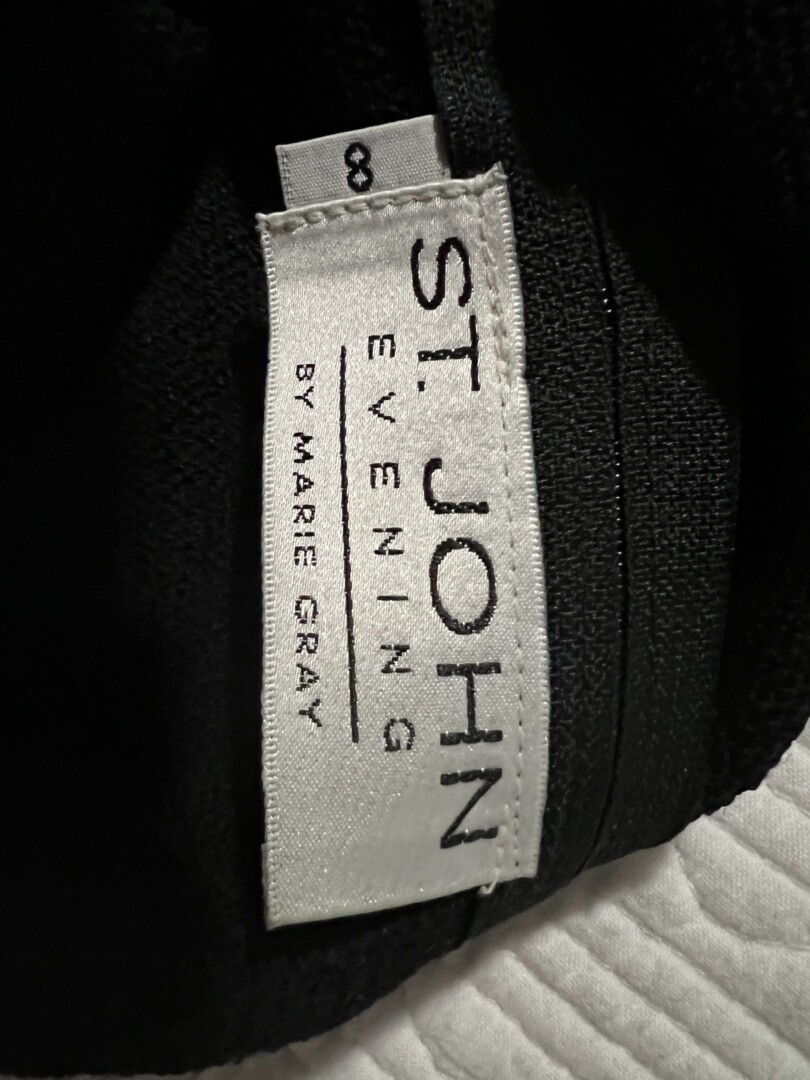 ST. JOHN
EVENING
BY MARIE GRAY
8